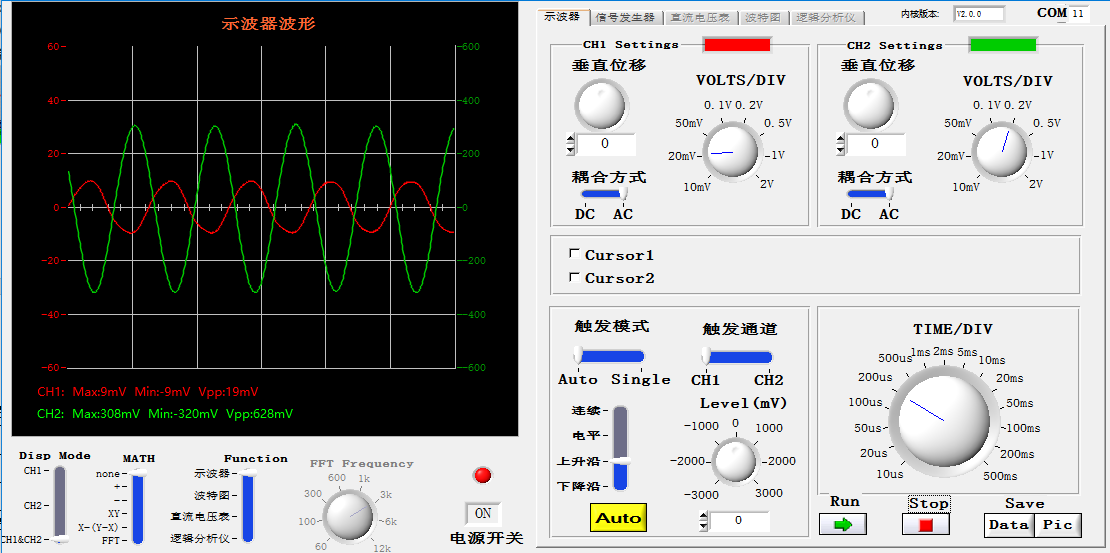 示波器波形
60
40
20
0
-20
-40
-60
600
400
200
0
-200
-400
-600
CH1: Max:9mV Min:-9mV Vpp:19mV
CH2: Max:308mV Min:-320mV Vpp:628mV
Disp Mode
CH1
CH2
CH1&CH2
MATH
none
+
-
XY
X-(Y-X)
FFT
Function
示波器
波特图
直流电压表
逻辑分析仪
FFT Frequency
60
100
300
600
1k
3k
6k
12k
ON
电源开关
示波器 信号发生器 直流电压表 波特图 逻辑分析仪
内核版本: V2.0.0 COM 11
CH1 Settings
垂直位移
0
耦合方式
DC AC
VOLTS/DIV
10mV
20mV
50mV
0.1V
0.2V
0.5V
1V
2V
CH2 Settings
垂直位移
0
耦合方式
DC AC
VOLTS/DIV
10mV
20mV
50mV
0.1V
0.2V
0.5V
1V
2V
Cursor1
Cursor2
触发模式
Auto Single
触发通道
CH1 CH2
连续
电平
上升沿
下降沿
Auto
Level(mV)
-3000
-2000
-1000
0
1000
2000
3000
0
TIME/DIV
10us
20us
50us
100us
200us
500us
1ms
2ms
5ms
10ms
20ms
50ms
100ms
200ms
500ms
Run
Stop
Save
Data Pic